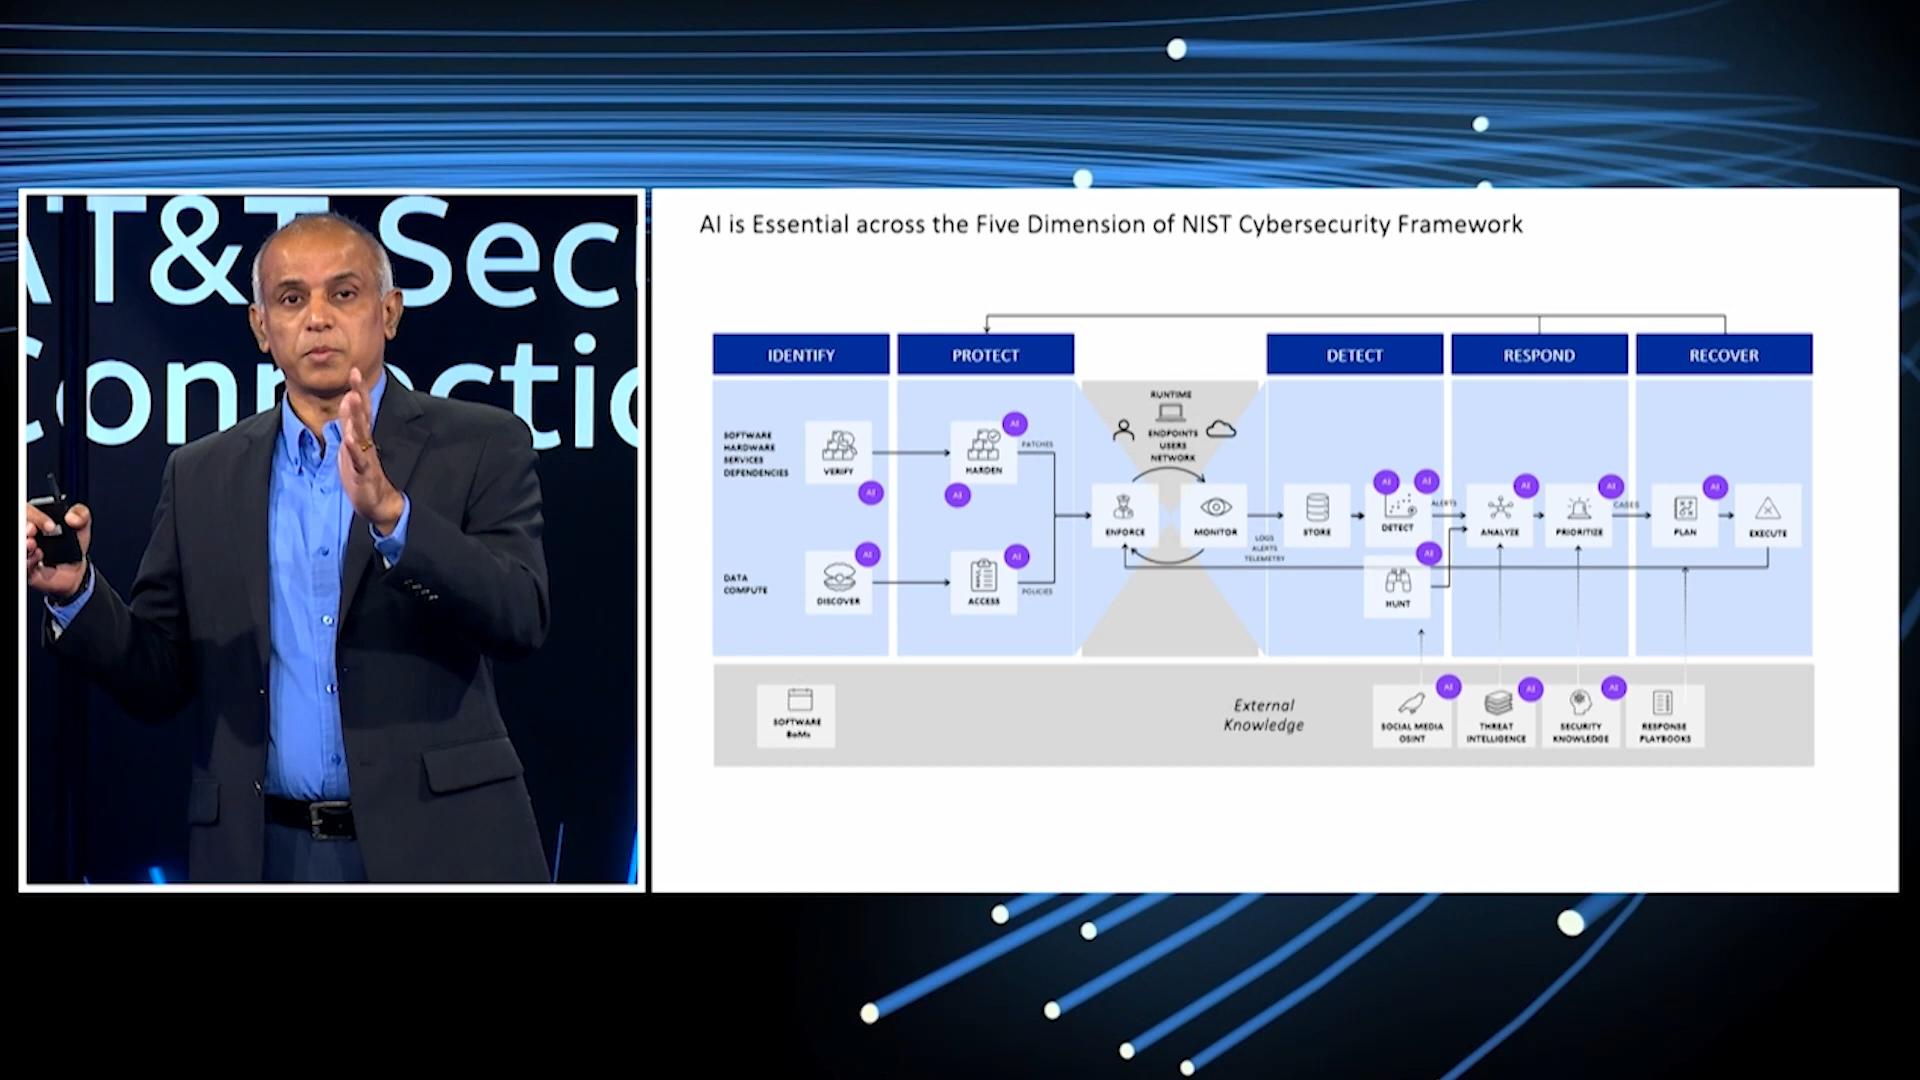 AT&T Secu
Connectio
AI is Essential across the Five Dimension of NIST Cybersecurity Framework
IDENTIFY
PROTECT
DETECT
RESPOND
RECOVER
RUNTIME
ENDPOINTS
USERS
NETWORK
SOFTWARE
HARDWARE
SERVICES
DEPENDENCIES
VERIFY
AI
HARDEN
AI
AI
PATCHES
ENFORCE
MONITOR
LOGS
ALERTS
TELEMETRY
STORE
AI
AI
DETECT
ALERTS
AI
ANALYZE
AI
PRIORITIZE
CASES
AI
PLAN
EXECUTE
DATA
COMPUTE
AI
DISCOVER
AI
ACCESS
POLICIES
AI
HUNT
SOFTWARE
BoMs
External
Knowledge
AI
SOCIAL MEDIA
OSINT
AI
THREAT
INTELLIGENCE
AI
SECURITY
KNOWLEDGE
RESPONSE
PLAYBOOKS